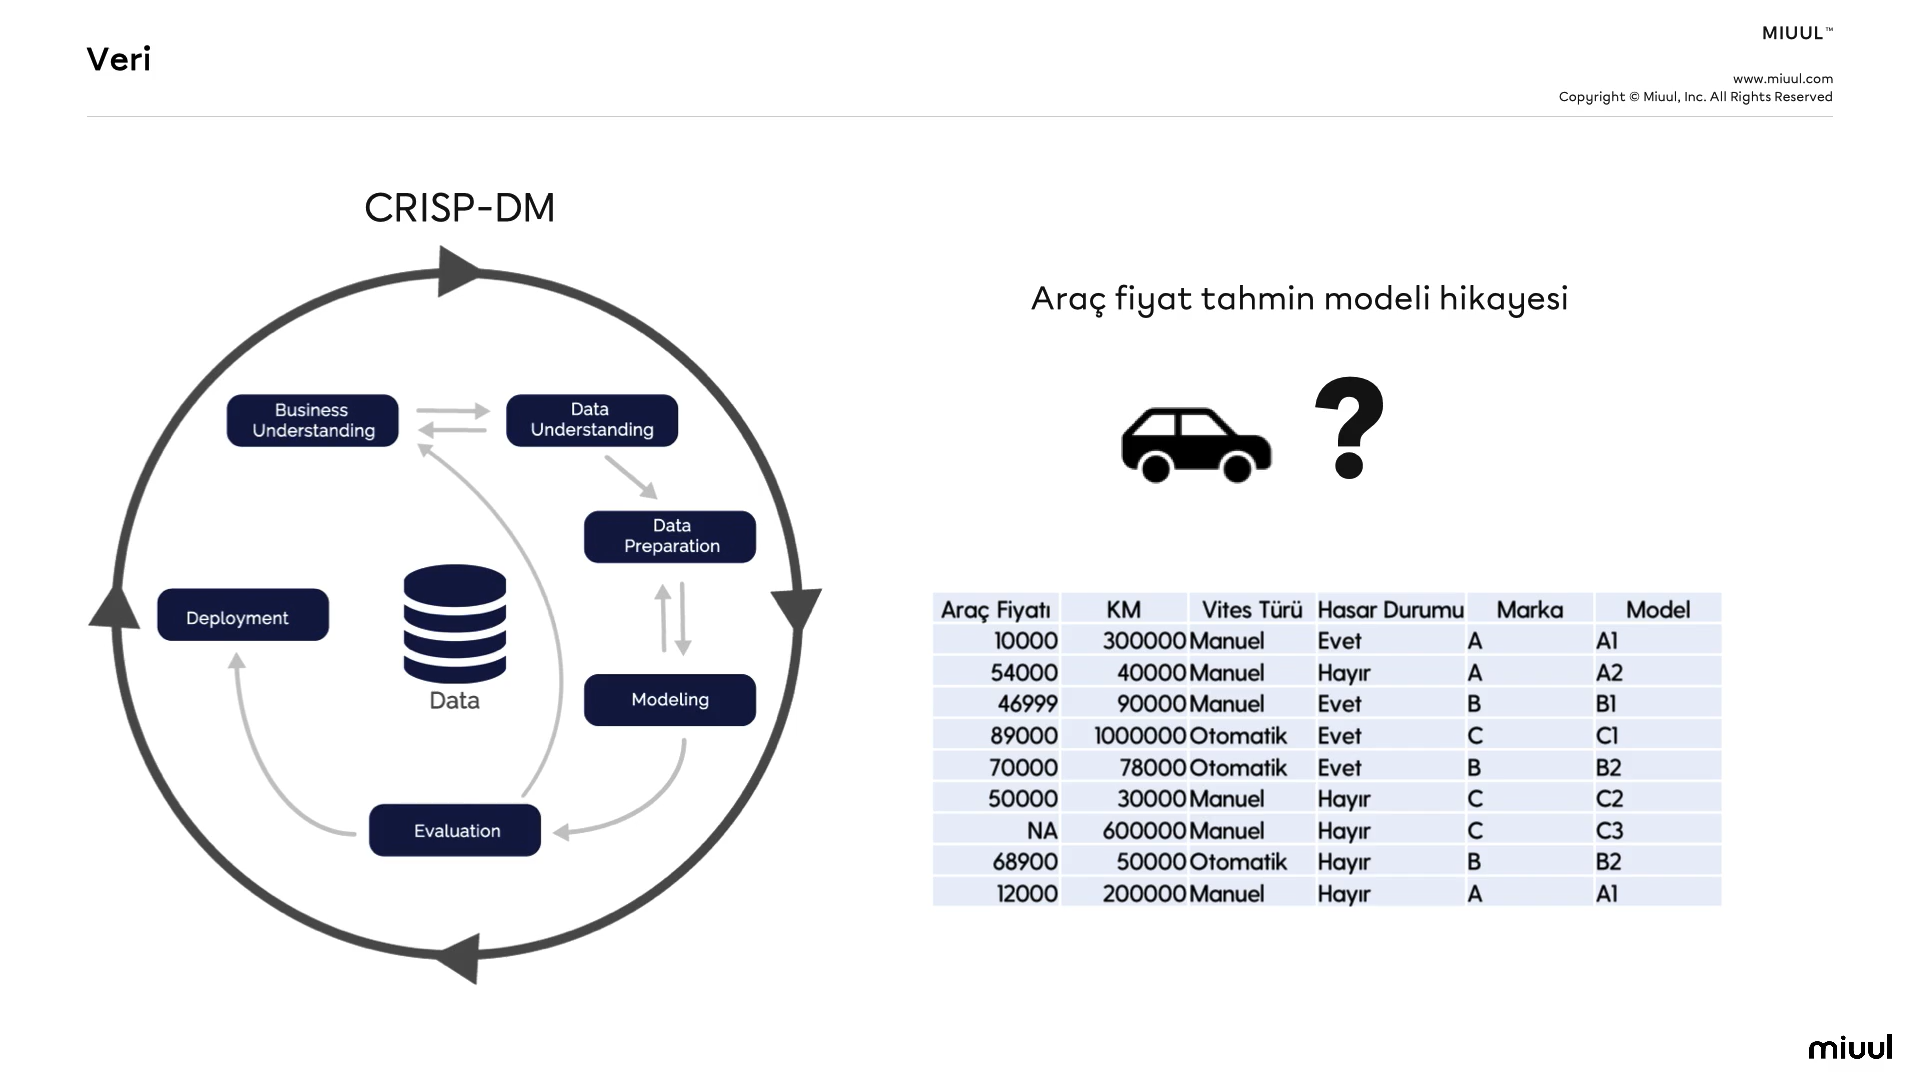 Veri
MIUUL™
www.miuul.com
Copyright © Miuul, Inc. All Rights Reserved
CRISP-DM
Business
Understanding
Data
Understanding
Data
Preparation
Deployment
Data
Modeling
Evaluation
Araç fiyat tahmin modeli hikayesi
?
Araç Fiyatı KM Vites Türü Hasar Durumu Marka Model
10000 300000 Manuel Evet A A1
54000 40000 Manuel Hayır A A2
46999 90000 Manuel Evet B B1
89000 1000000 Otomatik Evet C C1
70000 78000 Otomatik Evet B B2
50000 30000 Manuel Hayır C C2
NA 600000 Manuel Hayır C C3
68900 50000 Otomatik Hayır B B2
12000 200000 Manuel Hayır A A1
miuul